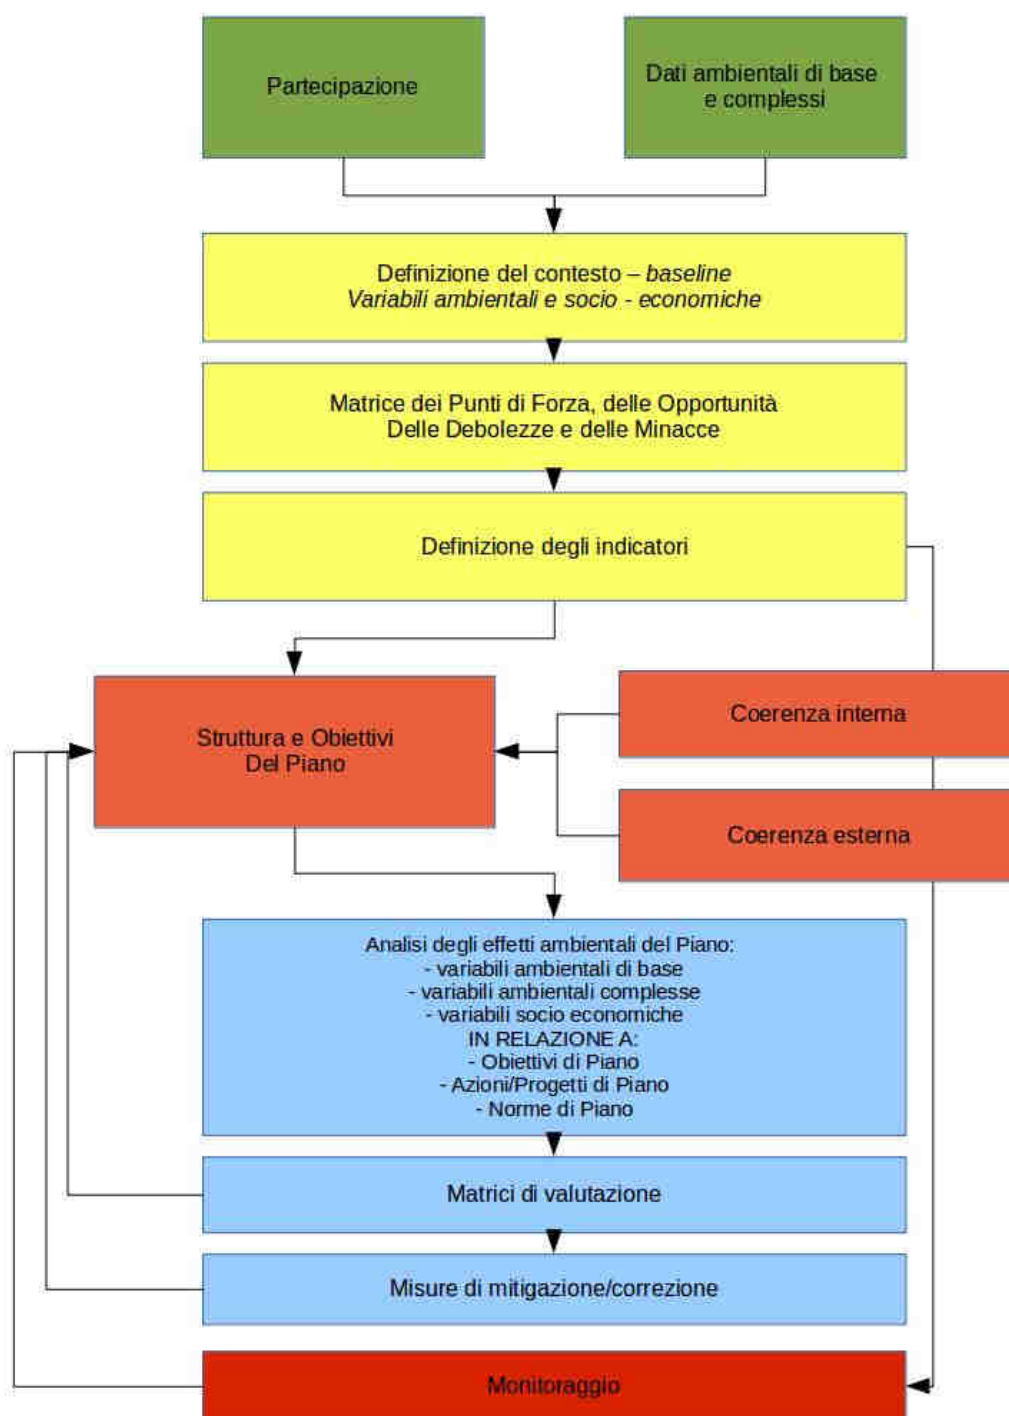 Partecipazione
Dati ambientali di base
e complessi
Definizione del contesto – baseline
Variabili ambientali e socio - economiche
Matrice dei Punti di Forza, delle Opportunità
Delle Debolezze e delle Minacce
Definizione degli indicatori
Struttura e Obiettivi
Del Piano
Coerenza interna
Coerenza esterna
Analisi degli effetti ambientali del Piano:
- variabili ambientali di base
- variabili ambientali complesse
- variabili socio economiche
IN RELAZIONE A:
- Obiettivi di Piano
- Azioni/Progetti di Piano
- Norme di Piano
Matrici di valutazione
Misure di mitigazione/correzione
Monitoraggio